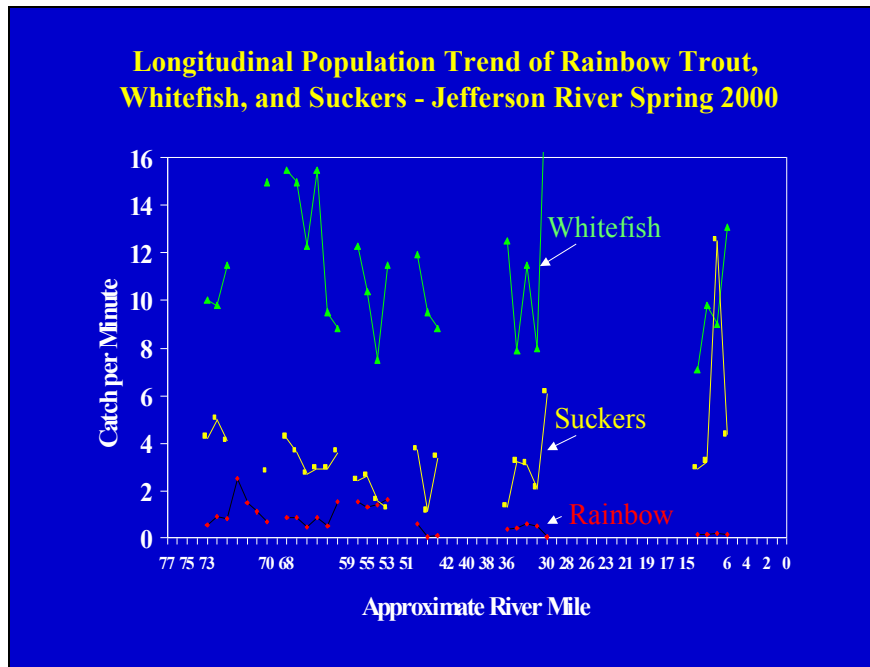 Longitudinal Population Trend of Rainbow Trout,
Whitefish, and Suckers - Jefferson River Spring 2000
16
14
12
10
8
6
4
2
0
Catch per Minute
Whitefish
Suckers
Rainbow
77 75 73 70 68 59 55 53 51 42 40 38 36 30 28 26 23 21 19 17 15 6 4 2 0
Approximate River Mile